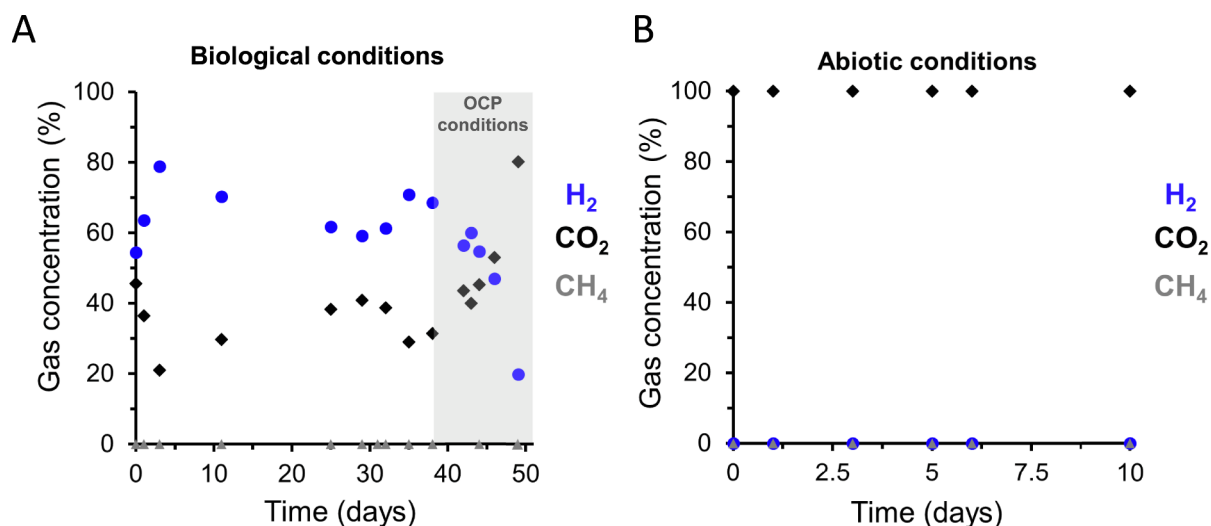 A
Biological conditions
Gas concentration (%)
100
80
60
40
20
0
OCP
conditions
0 10 20 30 40 50
Time (days)
H₂
CO₂
CH₄
B
Abiotic conditions
Gas concentration (%)
100
80
60
40
20
0
0 2.5 5 7.5 10
Time (days)
H₂
CO₂
CH₄